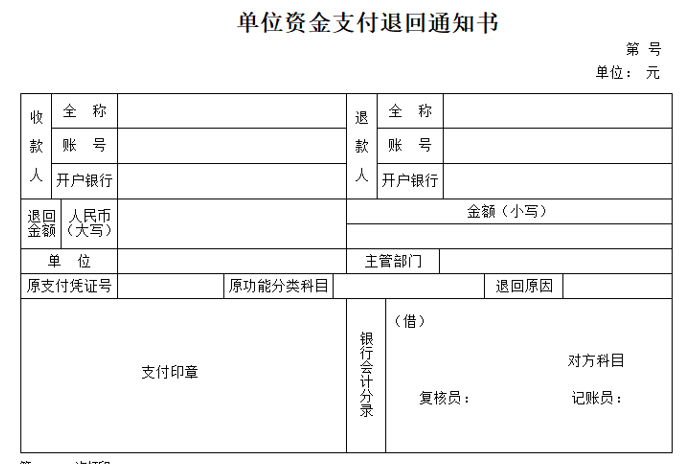 单位资金支付退回通知书
第 号
单位： 元
收款人 全 称 退款人 全 称
账 号 账 号
开户银行 开户银行
退回金额 人民币（大写） 金额（小写）
单 位 主管部门
原支付凭证号 原功能分类科目 退回原因
支付印章 银行会计分录 （借）
对方科目
复核员： 记账员：